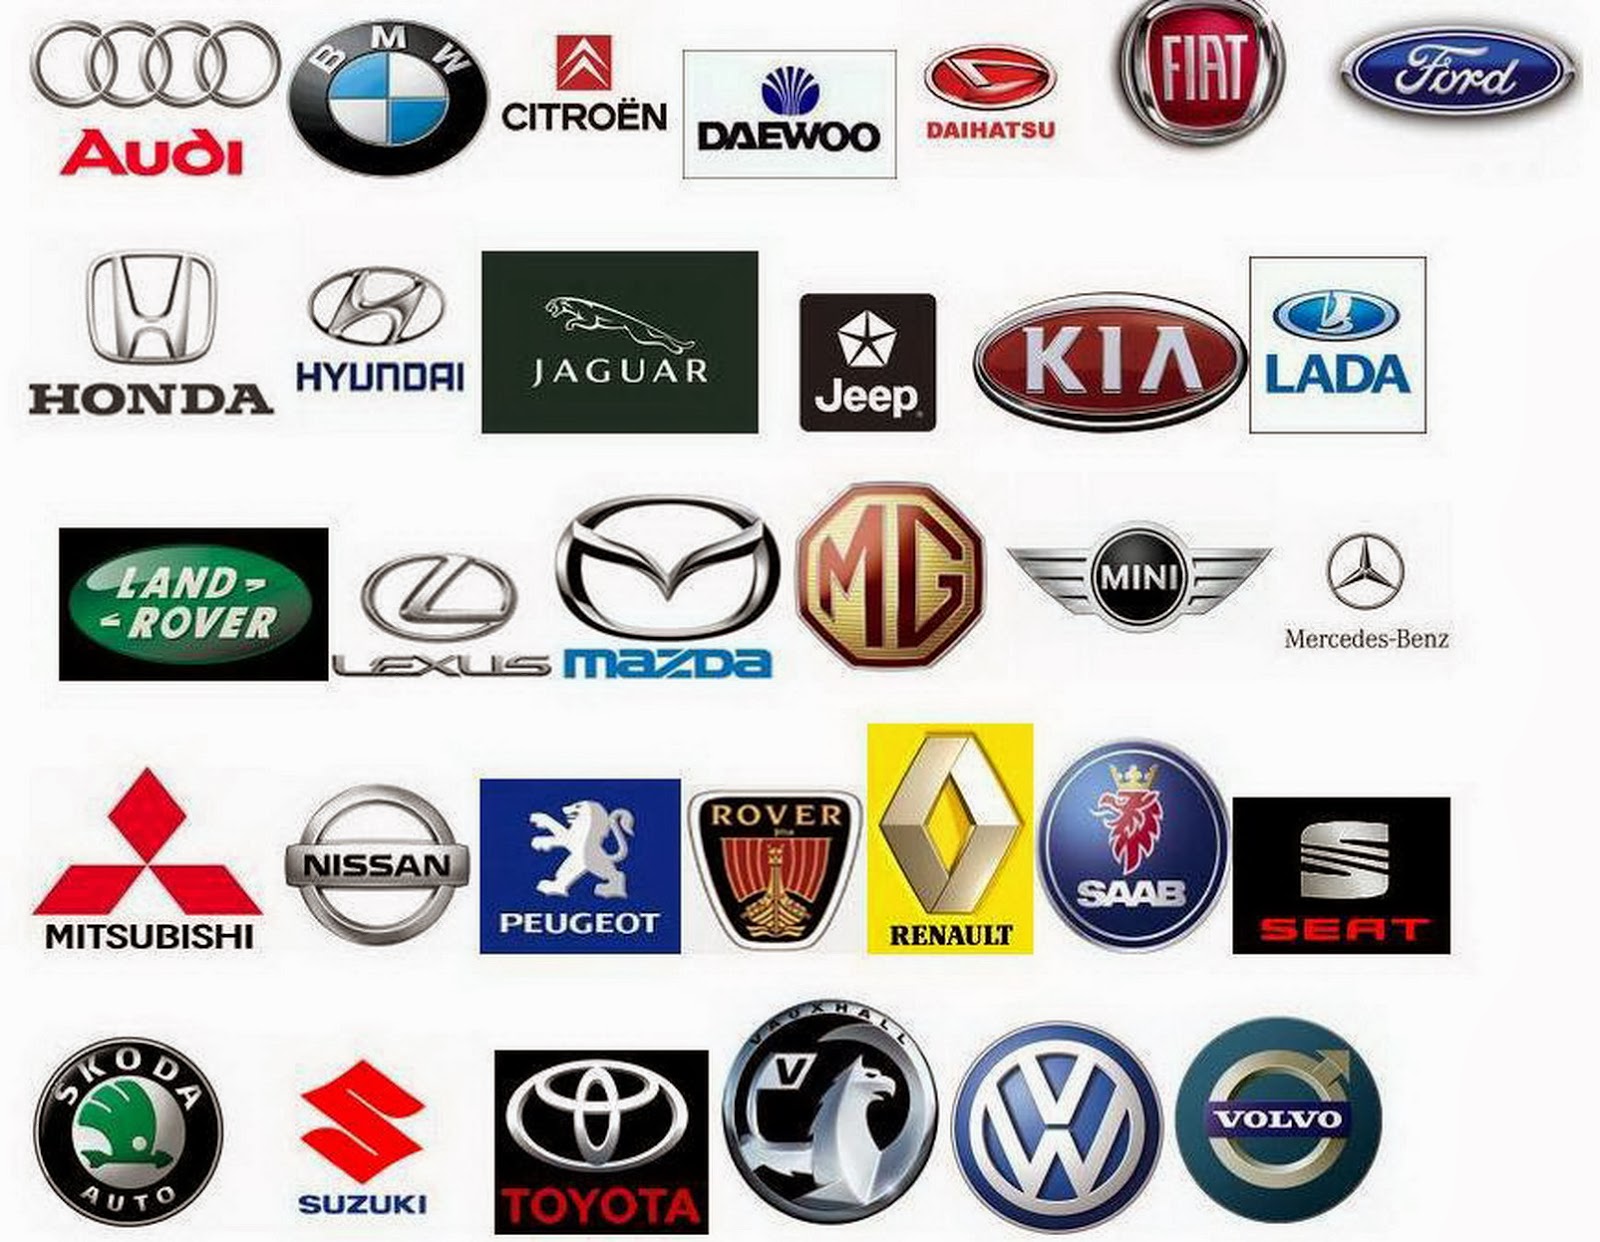 BMW
FIAT
Ford
Audi
CITROËN
DAEWOO
DAIHATSU
HONDA
HYUNDAI
JAGUAR
Jeep
KIA
LADA
LAND
ROVER
LEXUS
mazda
MG
MINI
Mercedes-Benz
MITSUBISHI
NISSAN
PEUGEOT
ROVER
RENAULT
SAAB
SEAT
SKODA
AUTO
SUZUKI
TOYOTA
VAUXHALL
V
VW
VOLVO